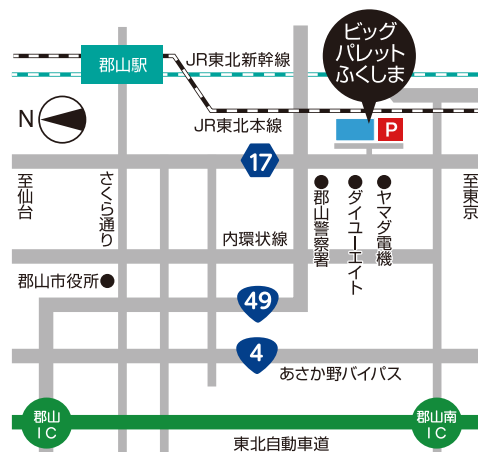 ビッグ
パレット
ふくしま
JR東北新幹線
郡山駅
JR東北本線
N
P
17
至仙台
さくら通り
郡山警察署
ダイユーエイト
ヤマダ電機
至東京
内環状線
郡山市役所
49
4
あさか野バイパス
郡山
IC
郡山南
IC
東北自動車道